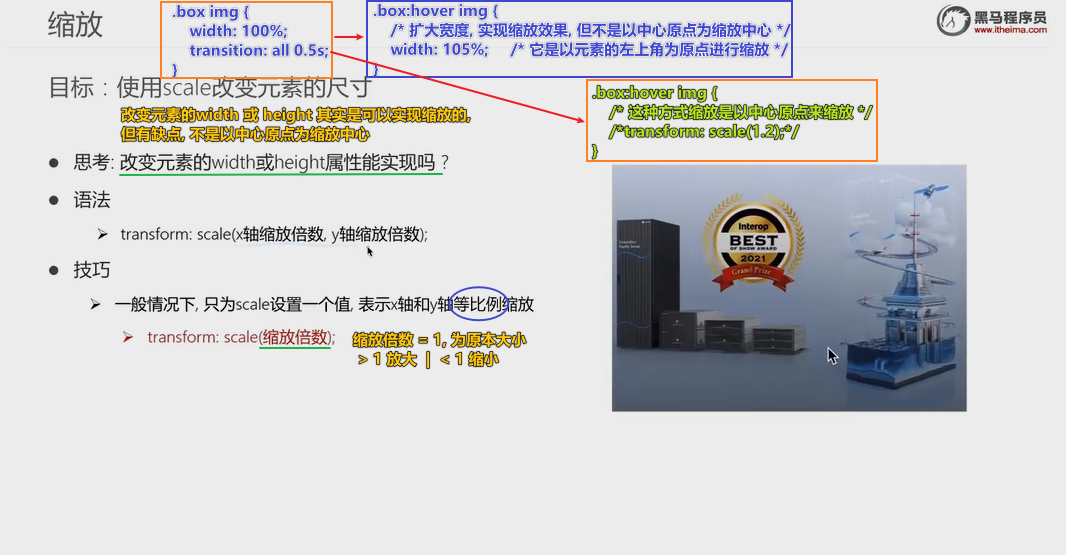 缩放
.box img {
width: 100%;
transition: all 0.5s;
}
.box:hover img {
/* 扩大宽度, 实现缩放效果, 但不是以中心原点为缩放中心 */
width: 105%; /* 它是以元素的左上角为原点进行缩放 */
}
黑马程序员
www.itheima.com
目标：使用scale改变元素的尺寸
.box:hover img {
/* 这种方式缩放是以中心原点来缩放 */
/*transform: scale(1.2);*/
}
改变元素的width 或 height 其实是可以实现缩放的,
但有缺点, 不是以中心原点为缩放中心
● 思考: 改变元素的width或height属性能实现吗？
● 语法
➢ transform: scale(x轴缩放倍数, y轴缩放倍数);
● 技巧
➢ 一般情况下, 只为scale设置一个值, 表示x轴和y轴等比例缩放
➢ transform: scale(缩放倍数);
缩放倍数 = 1, 为原本大小
> 1 放大 | < 1 缩小
Interop
BEST
OF SHOW AWARD
2021
Grand Prize